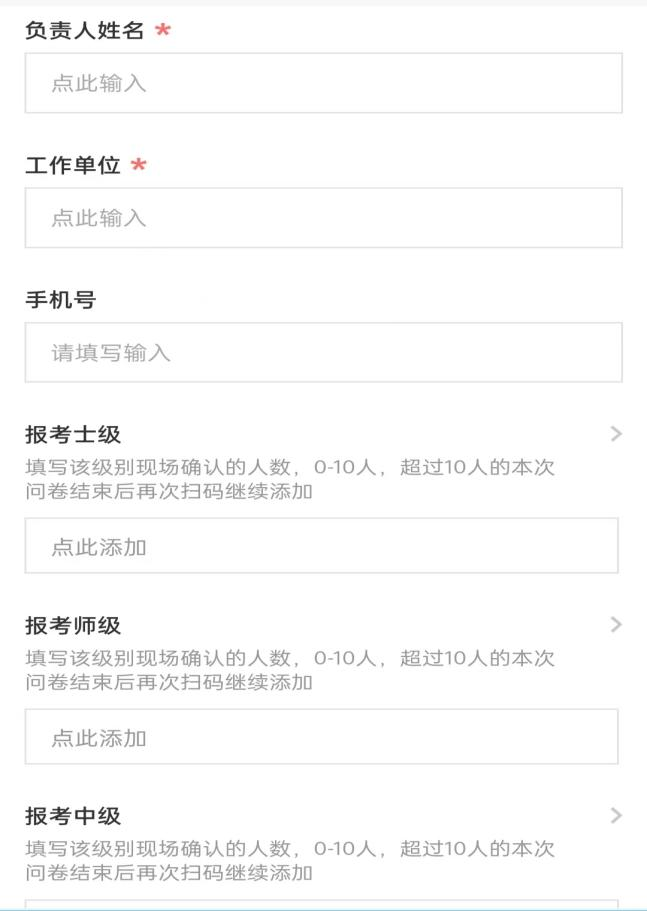 负责人姓名 *
点此输入
工作单位 *
点此输入
手机号
请填写输入
报考士级
填写该级别现场确认的人数，0-10人，超过10人的本次
问卷结束后再次扫码继续添加
点此添加
报考师级
填写该级别现场确认的人数，0-10人，超过10人的本次
问卷结束后再次扫码继续添加
点此添加
报考中级
填写该级别现场确认的人数，0-10人，超过10人的本次
问卷结束后再次扫码继续添加